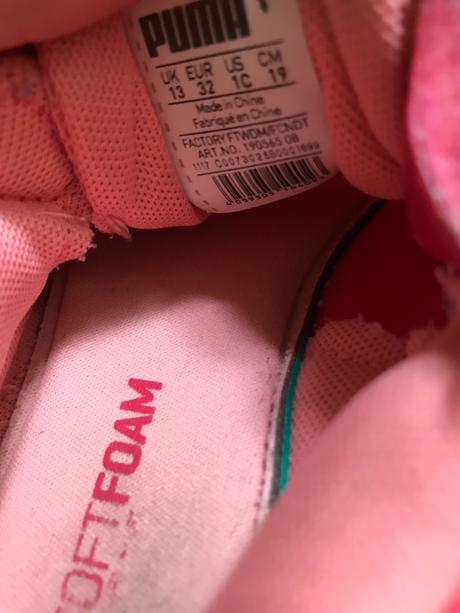 PUMA
UK EUR US CM
13 32 1C 19
Made in China
Fabriqué en Chine
FACTORY FTWDM/FCNDT
ART. NO. 190565 08
SOFTFOAM